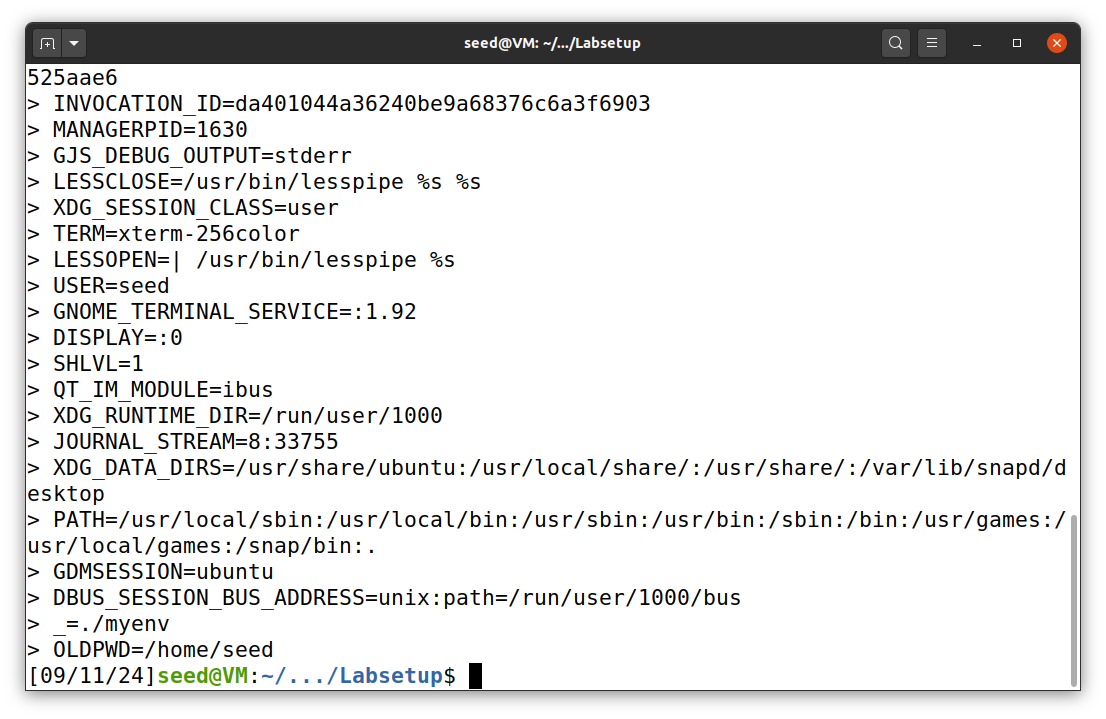 seed@VM: ~/.../Labsetup
525aae6
> INVOCATION_ID=da401044a36240be9a68376c6a3f6903
> MANAGERPID=1630
> GJS_DEBUG_OUTPUT=stderr
> LESSCLOSE=/usr/bin/lesspipe %s %s
> XDG_SESSION_CLASS=user
> TERM=xterm-256color
> LESSOPEN=| /usr/bin/lesspipe %s
> USER=seed
> GNOME_TERMINAL_SERVICE=:1.92
> DISPLAY=:0
> SHLVL=1
> QT_IM_MODULE=ibus
> XDG_RUNTIME_DIR=/run/user/1000
> JOURNAL_STREAM=8:33755
> XDG_DATA_DIRS=/usr/share/ubuntu:/usr/local/share/:/usr/share/:/var/lib/snapd/d
esktop
> PATH=/usr/local/sbin:/usr/local/bin:/usr/sbin:/usr/bin:/sbin:/bin:/usr/games:/
usr/local/games:/snap/bin:.
> GDMSESSION=ubuntu
> DBUS_SESSION_BUS_ADDRESS=unix:path=/run/user/1000/bus
> _=./myenv
> OLDPWD=/home/seed
[09/11/24]seed@VM:~/.../Labsetup$